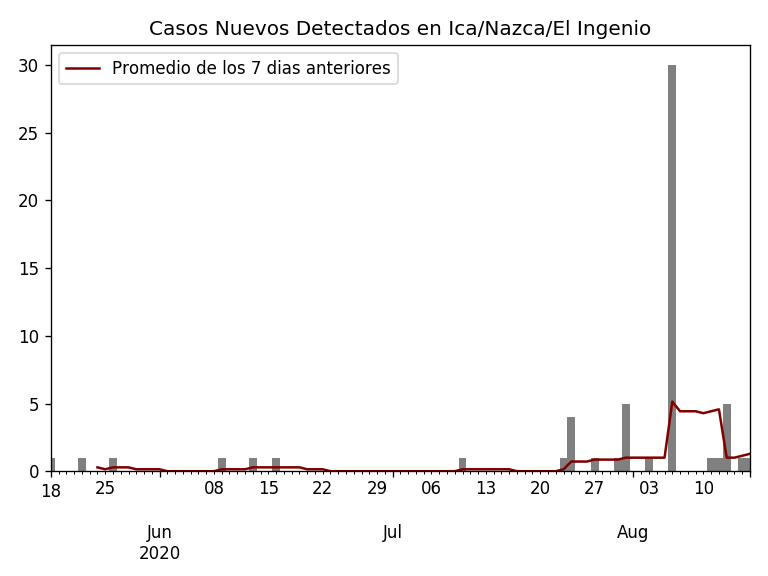 Casos Nuevos Detectados en Ica/Nazca/El Ingenio
Promedio de los 7 dias anteriores
30
25
20
15
10
5
0
18 25 08 15 22 29 06 13 20 27 03 10
Jun Jul Aug
2020